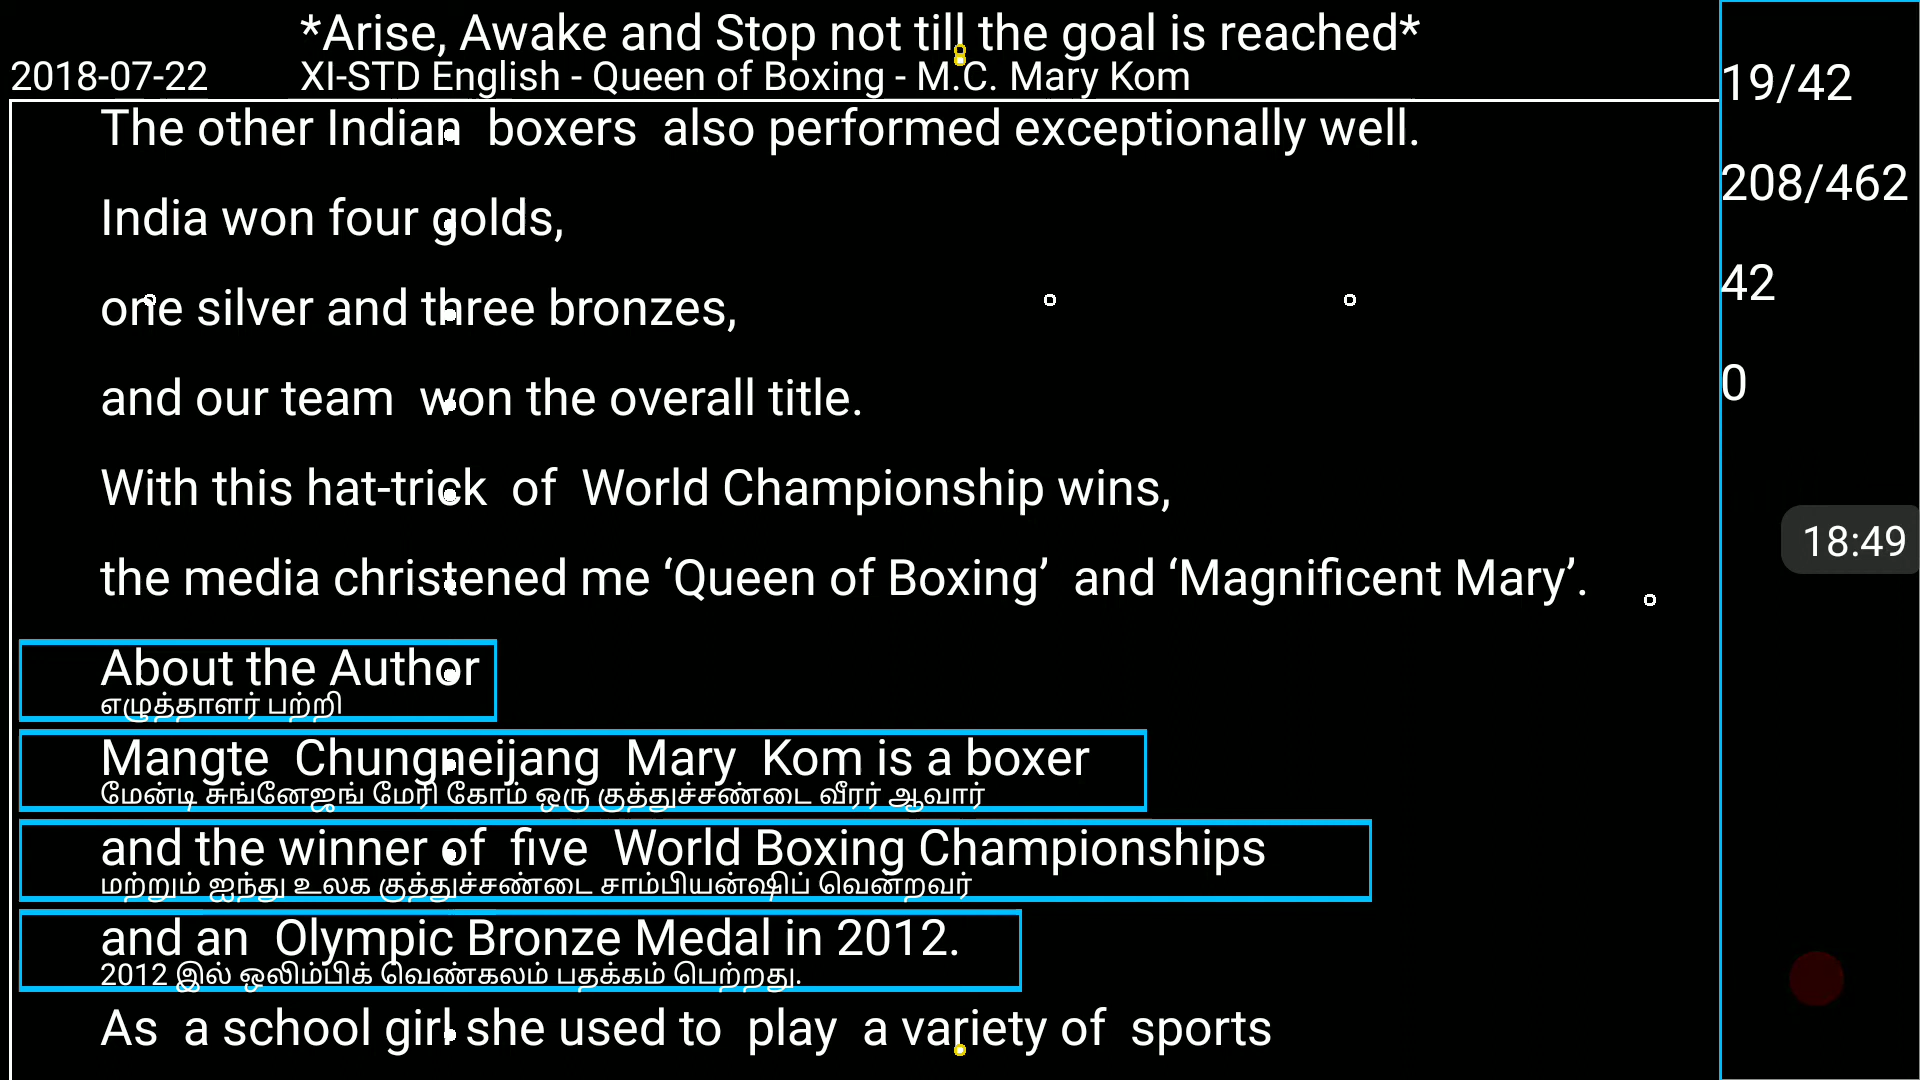 *Arise, Awake and Stop not till the goal is reached*
2018-07-22 XI-STD English - Queen of Boxing - M.C. Mary Kom
19/42
The other Indian boxers also performed exceptionally well.
208/462
India won four golds,
42
one silver and three bronzes,
0
and our team won the overall title.
With this hat-trick of World Championship wins,
18:49
the media christened me ‘Queen of Boxing’ and ‘Magnificent Mary’.
About the Author
எழுத்தாளர் பற்றி
Mangte Chungneijang Mary Kom is a boxer
மேன்டி சுங்னேஜங் மேரி கோம் ஒரு குத்துச்சண்டை வீரர் ஆவார்
and the winner of five World Boxing Championships
மற்றும் ஐந்து உலக குத்துச்சண்டை சாம்பியன்ஷிப் வென்றவர்
and an Olympic Bronze Medal in 2012.
2012 இல் ஒலிம்பிக் வெண்கலம் பதக்கம் பெற்றது.
As a school girl she used to play a variety of sports